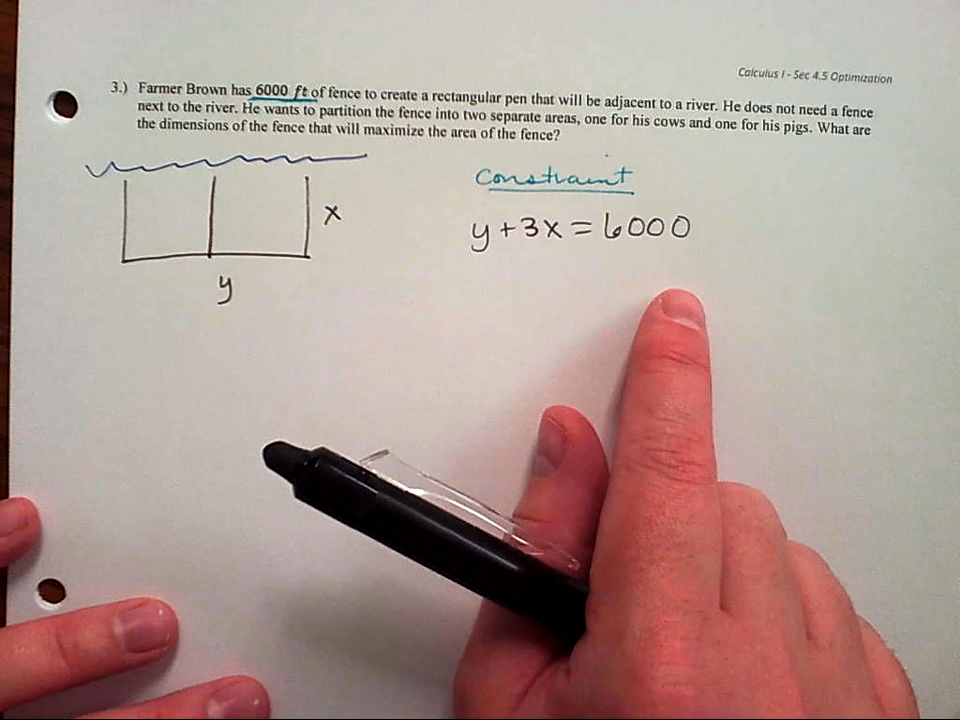 Calculus I - Sec 4.5 Optimization
3.) Farmer Brown has 6000 ft of fence to create a rectangular pen that will be adjacent to a river. He does not need a fence
next to the river. He wants to partition the fence into two separate areas, one for his cows and one for his pigs. What are
the dimensions of the fence that will maximize the area of the fence?
Constraint
x
y + 3x = 6000
y